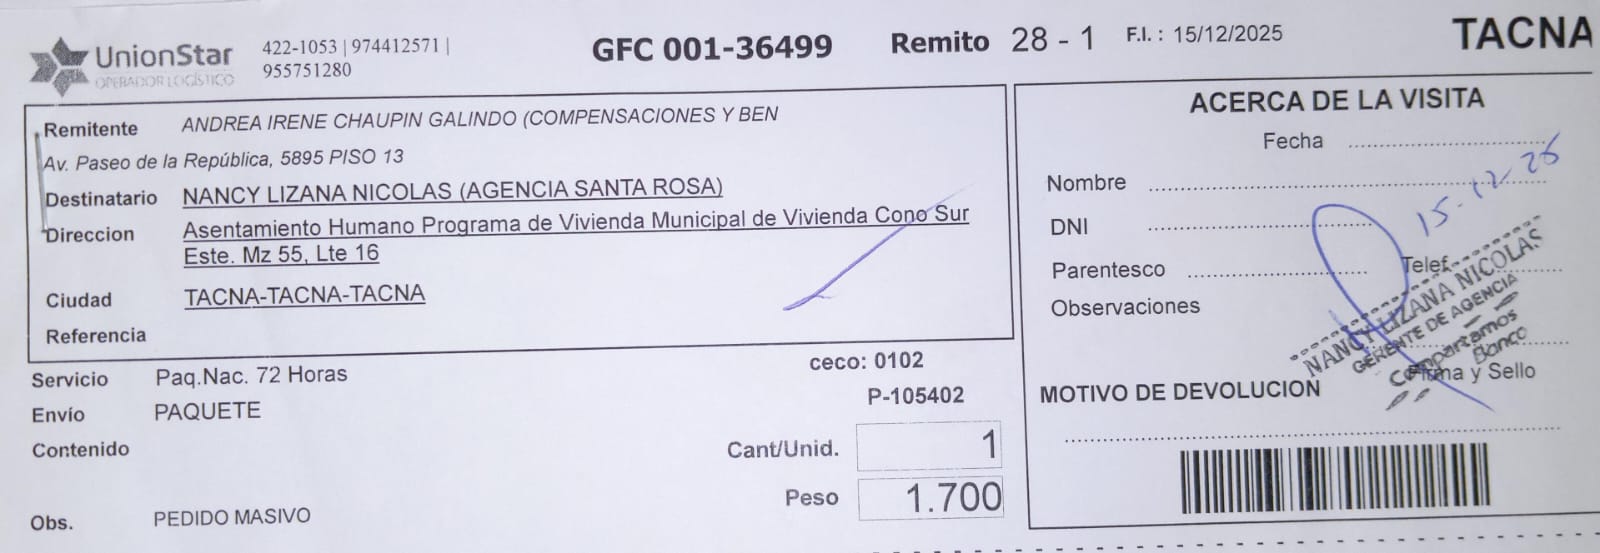 UnionStar
OPERADOR LOGÍSTICO
422-1053 | 974412571 |
955751280
GFC 001-36499
Remito 28 - 1
F.I. : 15/12/2025
TACNA
Remitente ANDREA IRENE CHAUPIN GALINDO (COMPENSACIONES Y BEN
Av. Paseo de la República, 5895 PISO 13
Destinatario NANCY LIZANA NICOLAS (AGENCIA SANTA ROSA)
Direccion Asentamiento Humano Programa de Vivienda Municipal de Vivienda Cono Sur
Este. Mz 55, Lte 16
Ciudad TACNA-TACNA-TACNA
Referencia
Servicio Paq.Nac. 72 Horas
Envío PAQUETE
Contenido
Obs. PEDIDO MASIVO
ceco: 0102
P-105402
Cant/Unid. 1
Peso 1.700
ACERCA DE LA VISITA
Fecha
15-12-25
Nombre
DNI
Parentesco
Telef.
Observaciones
NANCY LIZANA NICOLAS
GERENTE DE AGENCIA
Compartamos
Banco
Firma y Sello
MOTIVO DE DEVOLUCION